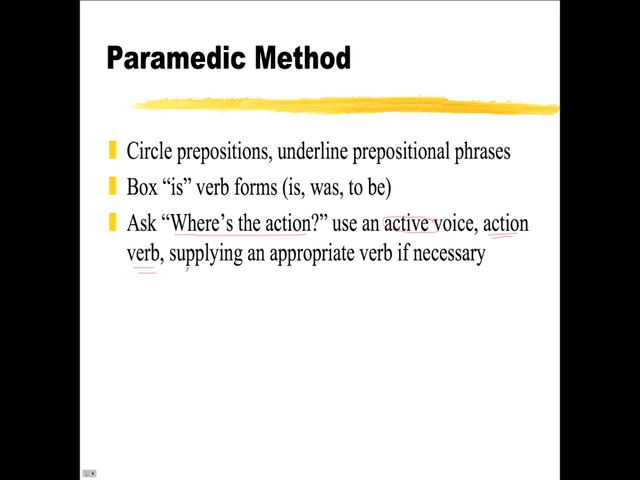 Paramedic Method
Circle prepositions, underline prepositional phrases
Box “is” verb forms (is, was, to be)
Ask “Where’s the action?” use an active voice, action
verb, supplying an appropriate verb if necessary